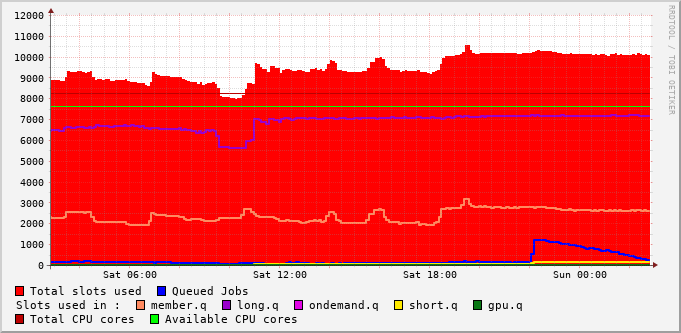 12000
11000
10000
9000
8000
7000
6000
5000
4000
3000
2000
1000
0
Sat 06:00 Sat 12:00 Sat 18:00 Sun 00:00
RRDTOOL / TOBI OETIKER
Total slots used Queued Jobs
Slots used in : member.q long.q ondemand.q short.q gpu.q
Total CPU cores Available CPU cores